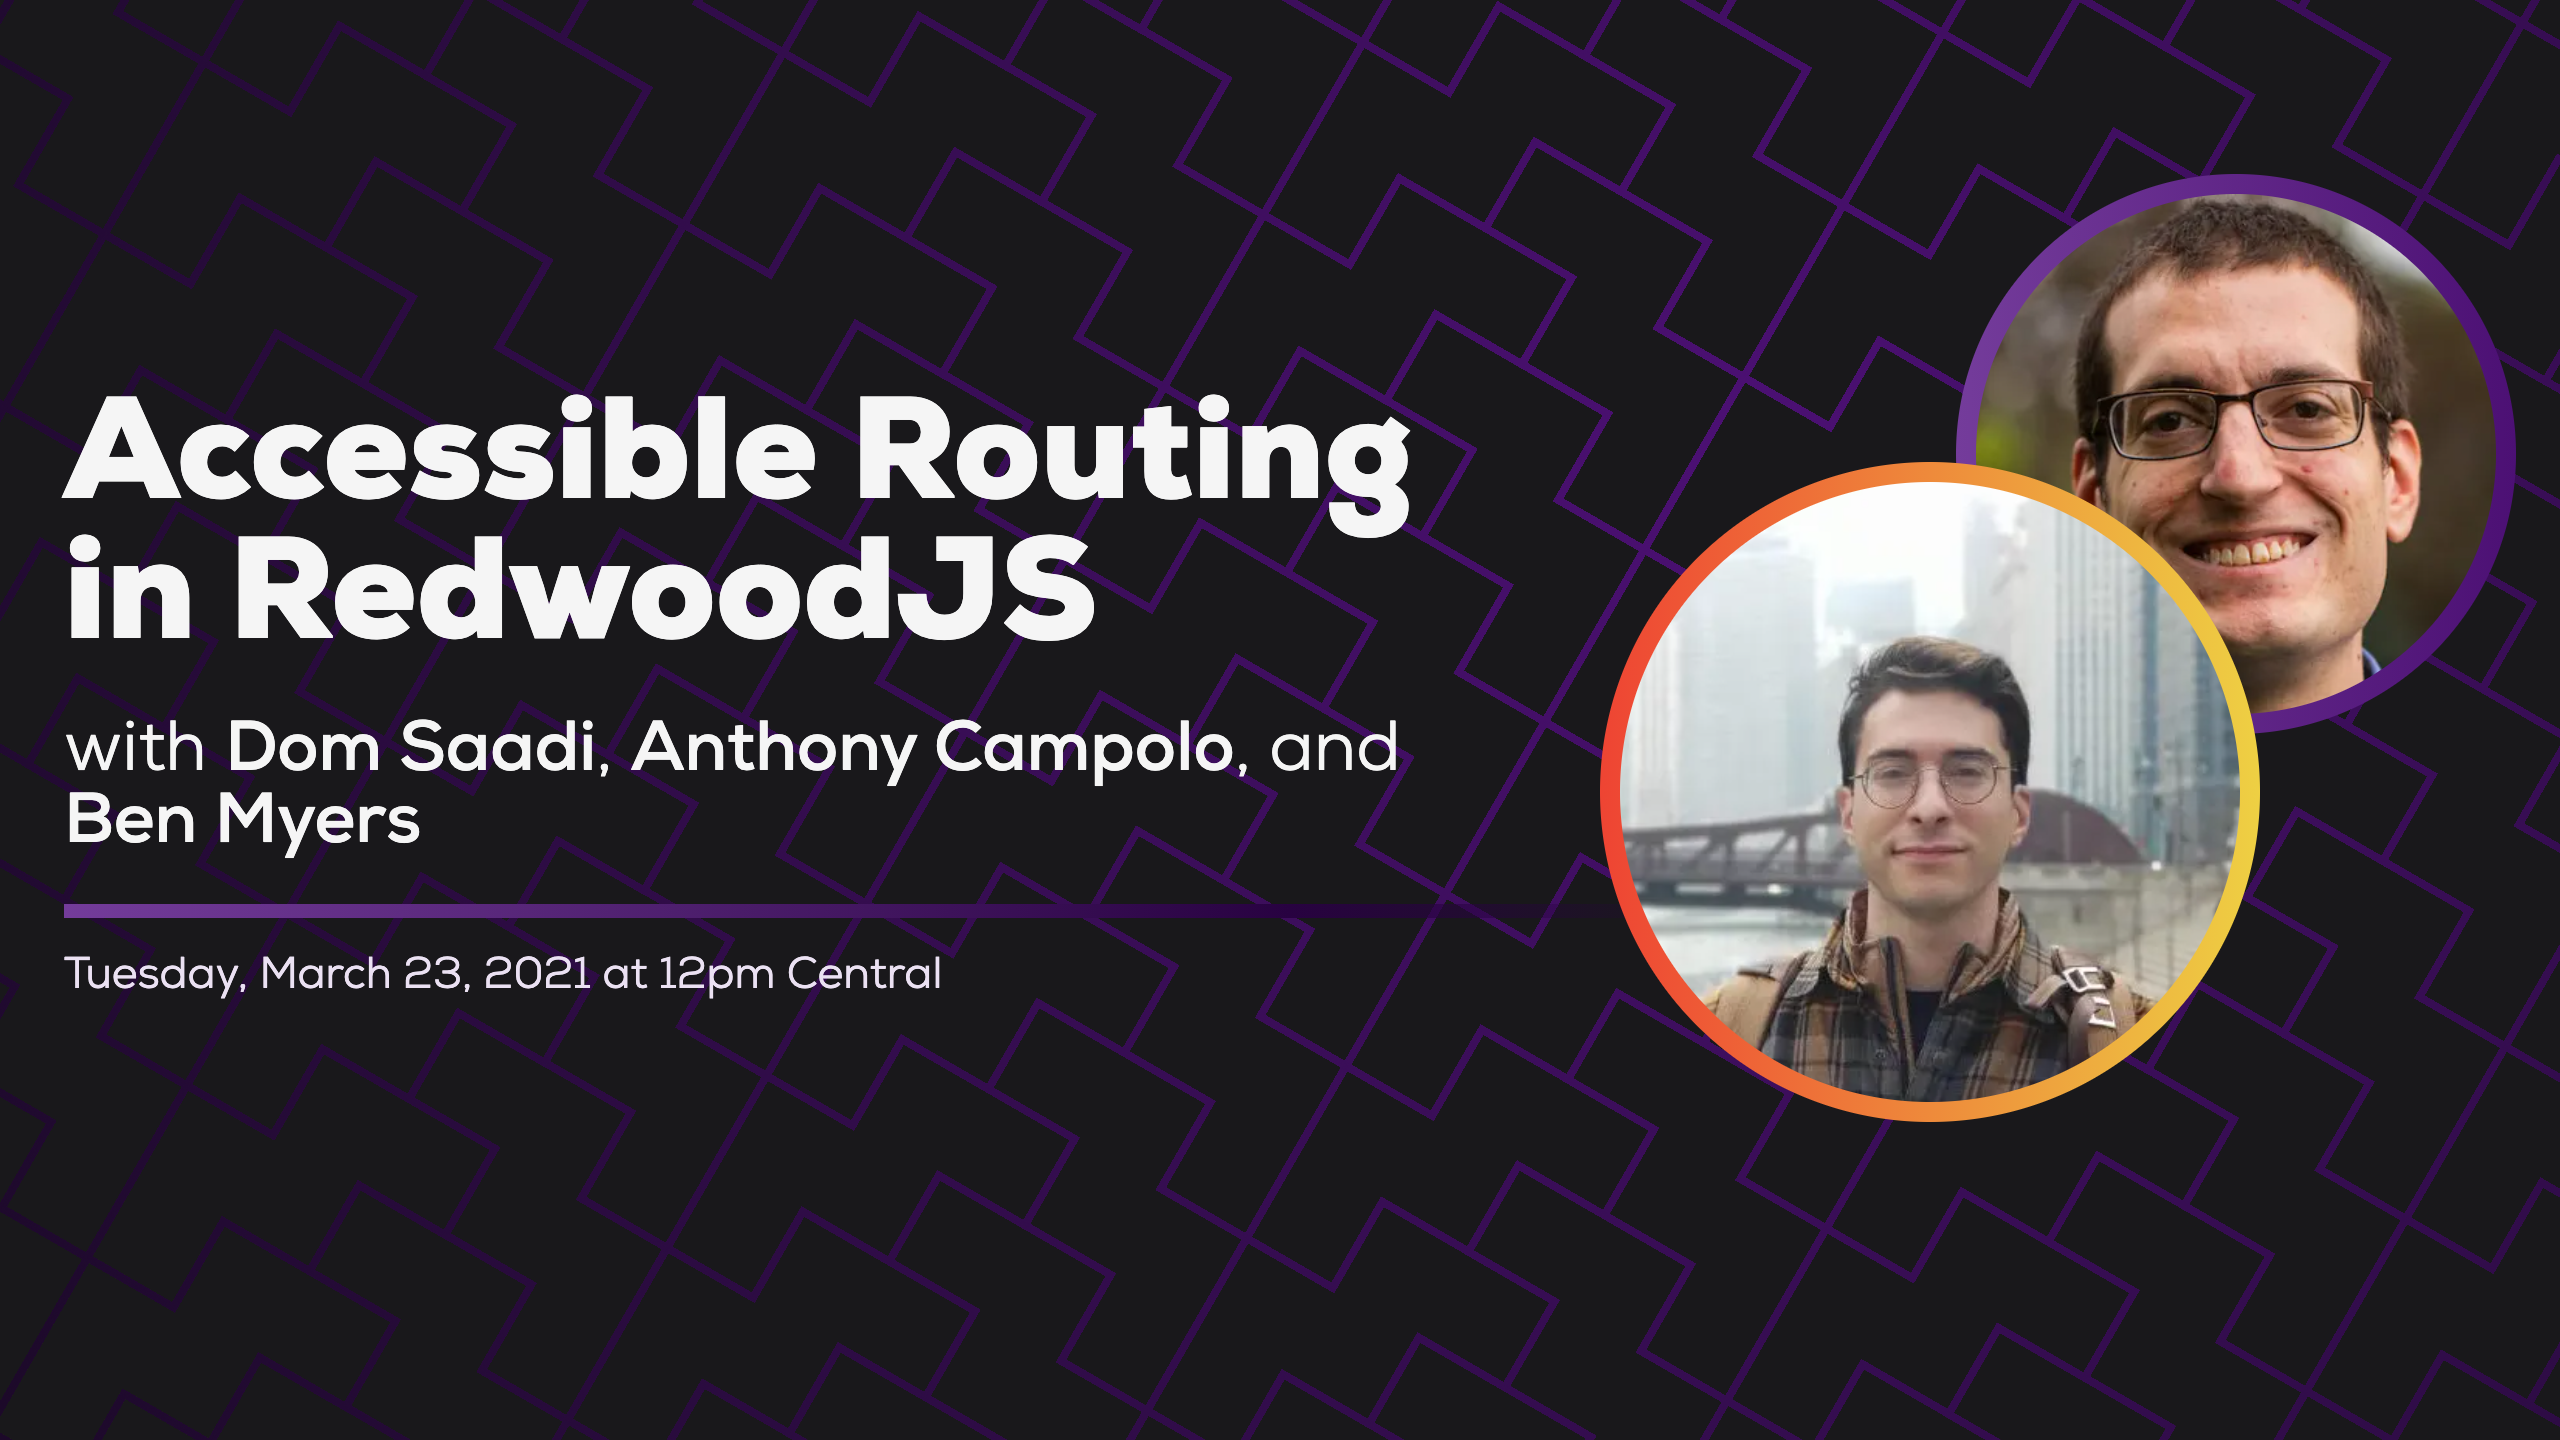 Accessible Routing
in RedwoodJS
with Dom Saadi, Anthony Campolo, and
Ben Myers
Tuesday, March 23, 2021 at 12pm Central